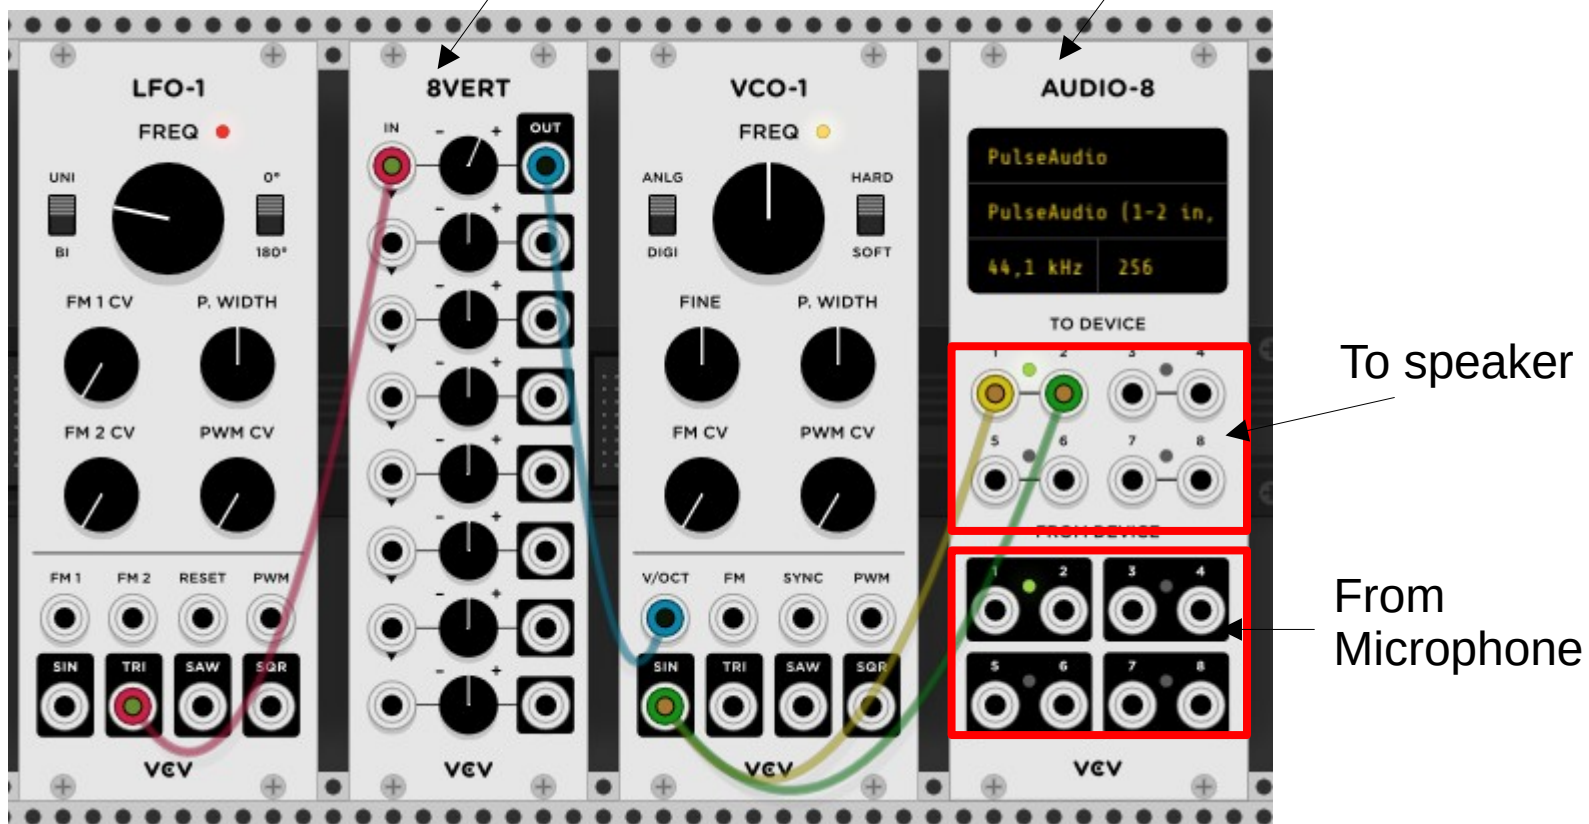 LFO-1
FREQ
UNI
0°
BI
180°
FM 1 CV
P. WIDTH
FM 2 CV
PWM CV
FM 1
FM 2
RESET
PWM
SIN
TRI
SAW
SQR
VCV
8VERT
IN
OUT
- +
- +
- +
- +
- +
- +
- +
- +
VCV
VCO-1
FREQ
ANLG
HARD
DIGI
SOFT
FINE
P. WIDTH
FM CV
PWM CV
V/OCT
FM
SYNC
PWM
SIN
TRI
SAW
SQR
VCV
AUDIO-8
PulseAudio
PulseAudio (1-2 in,
44,1 kHz
256
TO DEVICE
1 2 3 4
5 6 7 8
FROM DEVICE
1 2 3 4
5 6 7 8
VCV
To speaker
From
Microphone